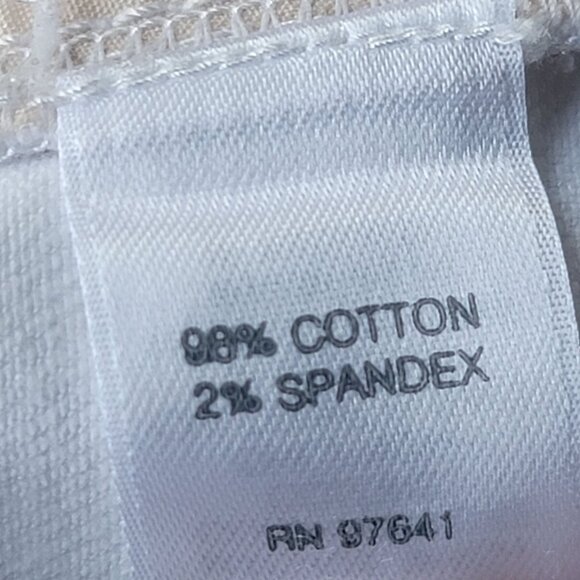 98% COTTON
2% SPANDEX
RN 97641